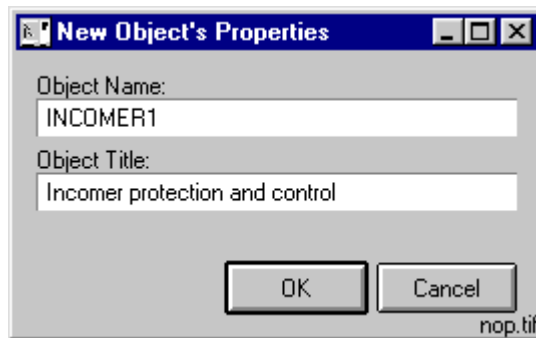 New Object's Properties
Object Name:
INCOMER1
Object Title:
Incomer protection and control
OK Cancel
nop.tif